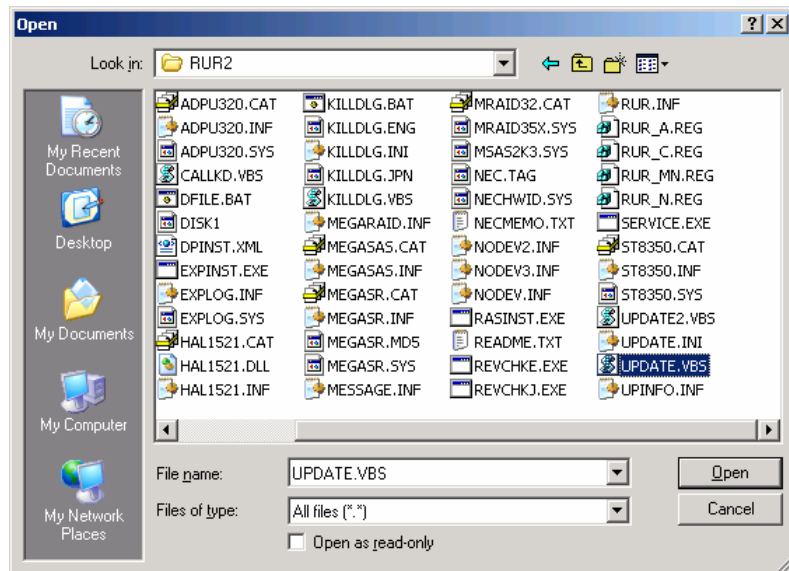 Open
Look in:
RUR2
My Recent
Documents
Desktop
My Documents
My Computer
My Network
Places
ADPU320.CAT
ADPU320.INF
ADPU320.SYS
CALLKD.VBS
DFILE.BAT
DISK1
DPINST.XML
EXPINST.EXE
EXPLOG.INF
EXPLOG.SYS
HAL1521.CAT
HAL1521.DLL
HAL1521.INF
KILLDLG.BAT
KILLDLG.ENG
KILLDLG.INI
KILLDLG.JPN
KILLDLG.VBS
MEGARAID.INF
MEGASAS.CAT
MEGASAS.INF
MEGASR.CAT
MEGASR.INF
MEGASR.MD5
MEGASR.SYS
MESSAGE.INF
MRAID32.CAT
MRAID35X.SYS
MSAS2K3.SYS
NEC.TAG
NECHWID.SYS
NECMEMO.TXT
NODEV2.INF
NODEV3.INF
NODEV.INF
RASINST.EXE
README.TXT
REVCHKE.EXE
REVCHKJ.EXE
RUR.INF
RUR_A.REG
RUR_C.REG
RUR_MN.REG
RUR_N.REG
SERVICE.EXE
ST8350.CAT
ST8350.INF
ST8350.SYS
UPDATE2.VBS
UPDATE.INI
UPDATE.VBS
UPINFO.INF
File name:
UPDATE.VBS
Open
Files of type:
All files (*.*)
Cancel
Open as read-only